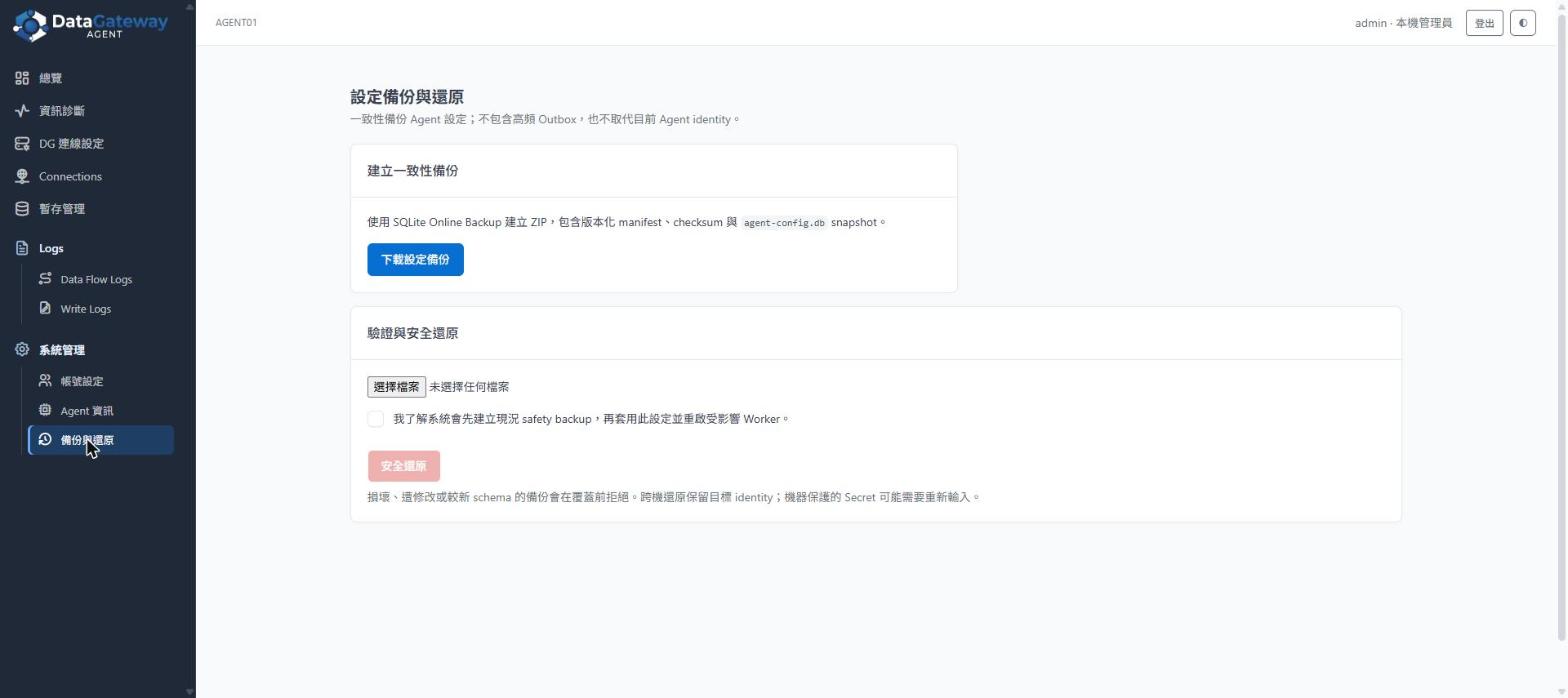 DataGateway
AGENT
AGENT01
admin · 本機管理員
登出
總覽
資訊診斷
DG 連線設定
Connections
暫存管理
Logs
Data Flow Logs
Write Logs
系統管理
帳號設定
Agent 資訊
備份與還原
設定備份與還原
一致性備份 Agent 設定；不包含高頻 Outbox，也不取代目前 Agent identity。
建立一致性備份
使用 SQLite Online Backup 建立 ZIP，包含版本化 manifest、checksum 與 agent-config.db snapshot。
下載設定備份
驗證與安全還原
選擇檔案 未選擇任何檔案
我了解系統會先建立現況 safety backup，再套用此設定並重啟受影響 Worker。
安全還原
損壞、遭修改或較新 schema 的備份會在覆蓋前拒絕。跨機還原保留目標 identity；機器保護的 Secret 可能需要重新輸入。